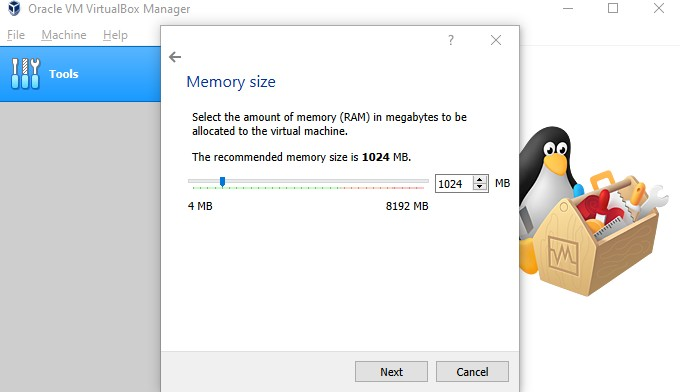 Oracle VM VirtualBox Manager
File Machine Help
Tools
?
Memory size
Select the amount of memory (RAM) in megabytes to be
allocated to the virtual machine.
The recommended memory size is 1024 MB.
1024 MB
4 MB 8192 MB
Next Cancel
VM